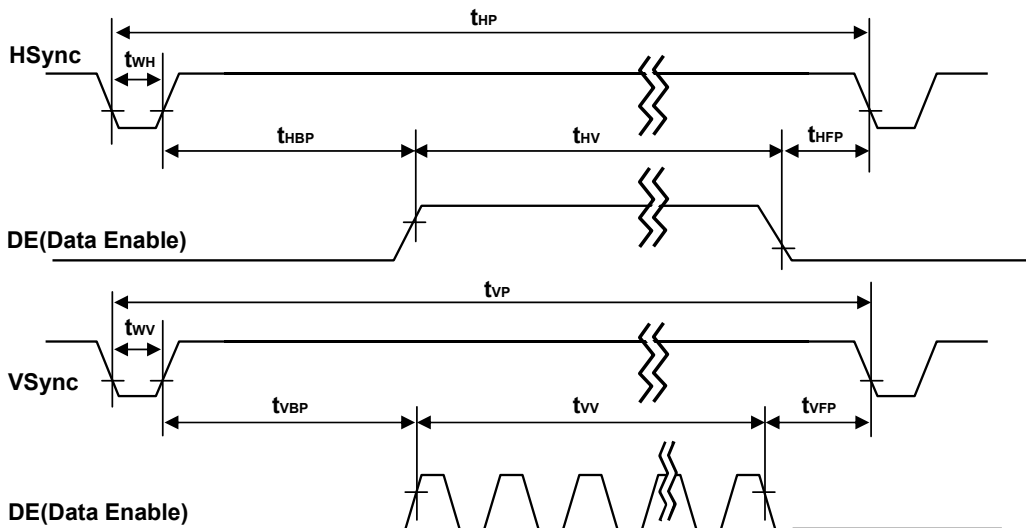 tHP
HSync
tWH
tHBP
tHV
tHFP
DE(Data Enable)
tVP
tWV
VSync
tVBP
tVV
tVFP
DE(Data Enable)